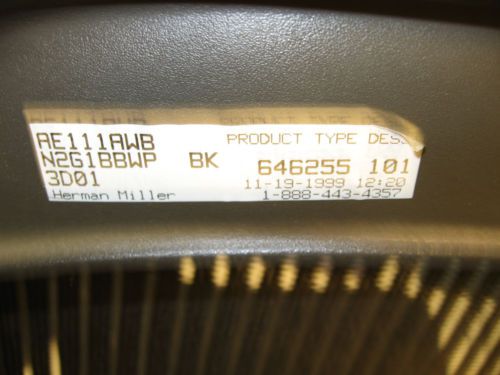 AE111AWB PRODUCT TYPE DES
N2G1BBWP BK 646255 101
3D01 11-19-1999 12:20
Herman Miller 1-888-443-4357